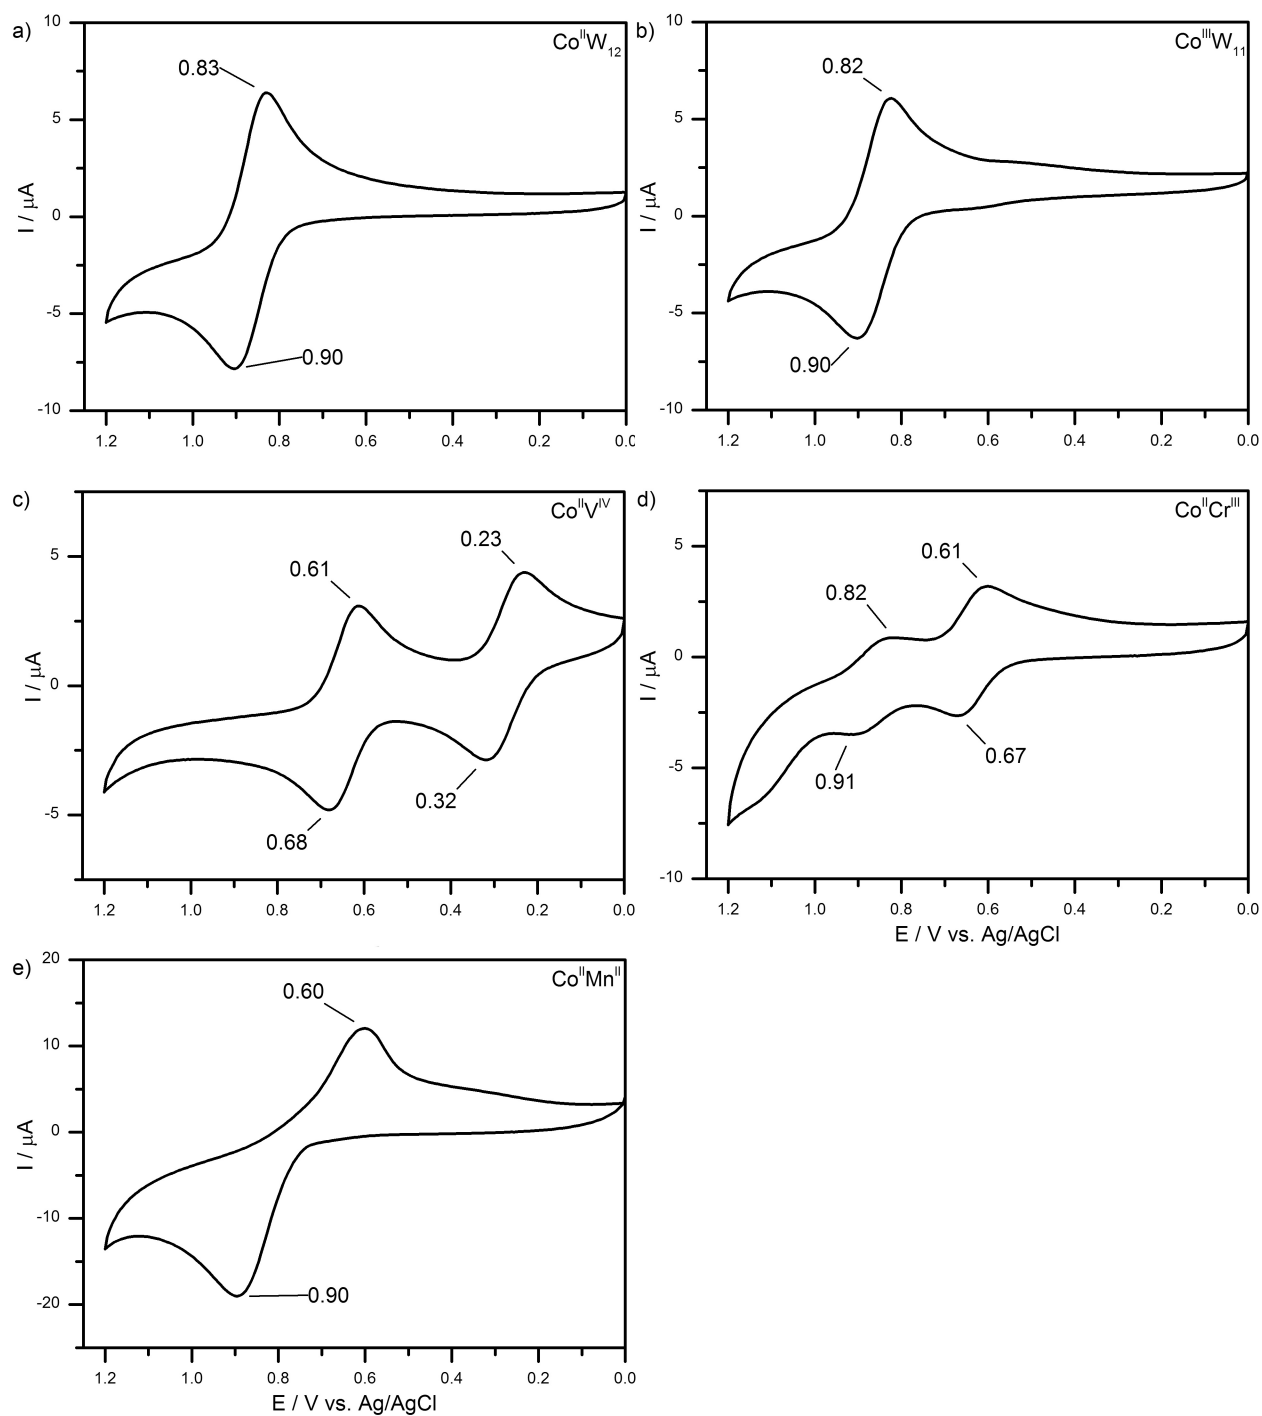 a)
Co^II W_12
10
5
0
-5
-10
I / μA
0.83
0.90
1.2 1.0 0.8 0.6 0.4 0.2 0.0
b)
Co^III W_11
10
5
0
-5
-10
I / μA
0.82
0.90
1.2 1.0 0.8 0.6 0.4 0.2 0.0
c)
Co^II V^IV
5
0
-5
I / μA
0.61
0.23
0.32
0.68
1.2 1.0 0.8 0.6 0.4 0.2 0.0
d)
Co^II Cr^III
5
0
-5
-10
I / μA
0.61
0.82
0.67
0.91
1.2 1.0 0.8 0.6 0.4 0.2 0.0
E / V vs. Ag/AgCl
e)
Co^II Mn^II
20
10
0
-10
-20
I / μA
0.60
0.90
1.2 1.0 0.8 0.6 0.4 0.2 0.0
E / V vs. Ag/AgCl